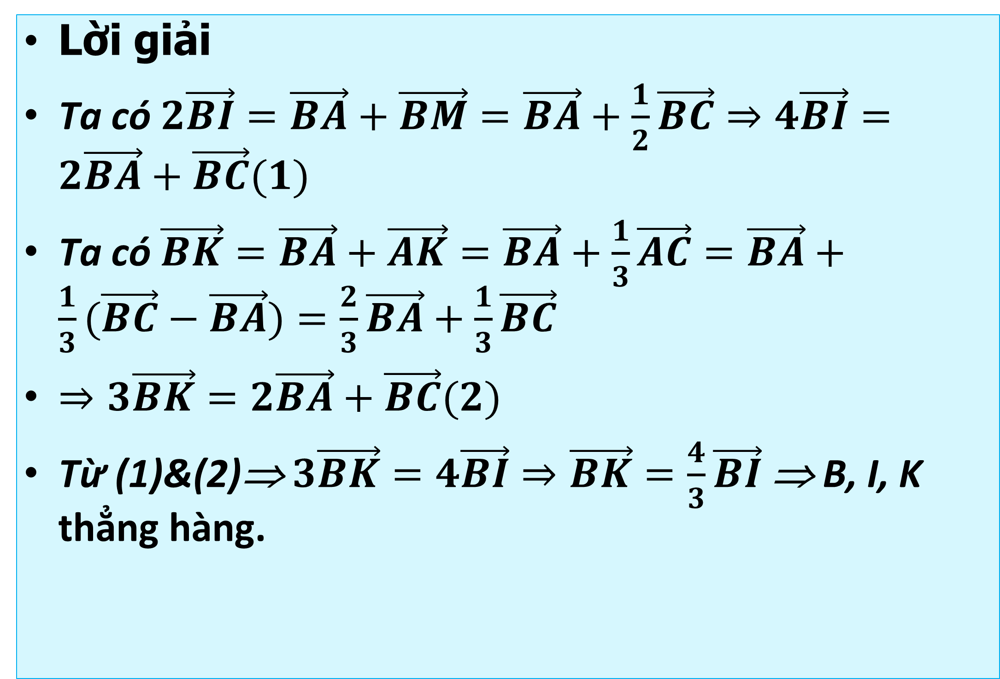 • Lời giải
• Ta có $2\overrightarrow{BI} = \overrightarrow{BA} + \overrightarrow{BM} = \overrightarrow{BA} + \frac{1}{2}\overrightarrow{BC} \Rightarrow 4\overrightarrow{BI} =$
$2\overrightarrow{BA} + \overrightarrow{BC}(1)$
• Ta có $\overrightarrow{BK} = \overrightarrow{BA} + \overrightarrow{AK} = \overrightarrow{BA} + \frac{1}{3}\overrightarrow{AC} = \overrightarrow{BA} +$
$\frac{1}{3}(\overrightarrow{BC} - \overrightarrow{BA}) = \frac{2}{3}\overrightarrow{BA} + \frac{1}{3}\overrightarrow{BC}$
• $\Rightarrow 3\overrightarrow{BK} = 2\overrightarrow{BA} + \overrightarrow{BC}(2)$
• Từ (1)&(2)$\Rightarrow 3\overrightarrow{BK} = 4\overrightarrow{BI} \Rightarrow \overrightarrow{BK} = \frac{4}{3}\overrightarrow{BI} \Rightarrow$ B, I, K
thẳng hàng.